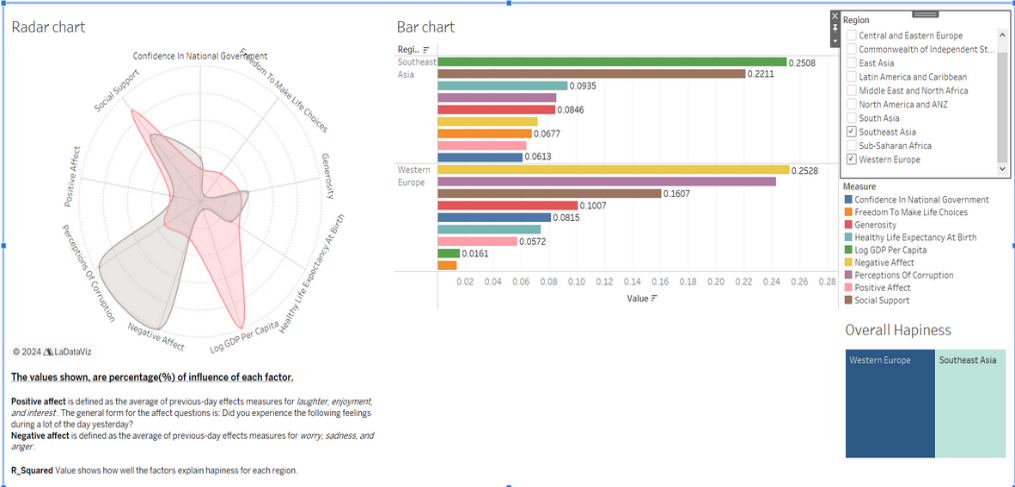 Radar chart
Confidence In National Government
Freedom To Make Life Choices
Generosity
Healthy Life Expectancy At Birth
Log GDP Per Capita
Negative Affect
Perceptions Of Corruption
Positive Affect
Social Support
© 2024 LaDataViz
The values shown, are percentage(%) of influence of each factor.
Positive affect is defined as the average of previous-day effects measures for laughter, enjoyment,
and interest. The general form for the affect questions is: Did you experience the following feelings
during a lot of the day yesterday?
Negative affect is defined as the average of previous-day effects measures for worry, sadness, and
anger.
R_Squared Value shows how well the factors explain hapiness for each region.
Bar chart
Regi..
Southeast
Asia
0.2508
0.2211
0.0935
0.0846
0.0677
0.0613
Western
Europe
0.2528
0.1607
0.1007
0.0815
0.0572
0.0161
0.02 0.04 0.06 0.08 0.10 0.12 0.14 0.16 0.18 0.20 0.22 0.24 0.26 0.28
Value
Region
Central and Eastern Europe
Commonwealth of Independent St...
East Asia
Latin America and Caribbean
Middle East and North Africa
North America and ANZ
South Asia
Southeast Asia
Sub-Saharan Africa
Western Europe
Measure
Confidence In National Government
Freedom To Make Life Choices
Generosity
Healthy Life Expectancy At Birth
Log GDP Per Capita
Negative Affect
Perceptions Of Corruption
Positive Affect
Social Support
Overall Hapiness
Western Europe
Southeast Asia